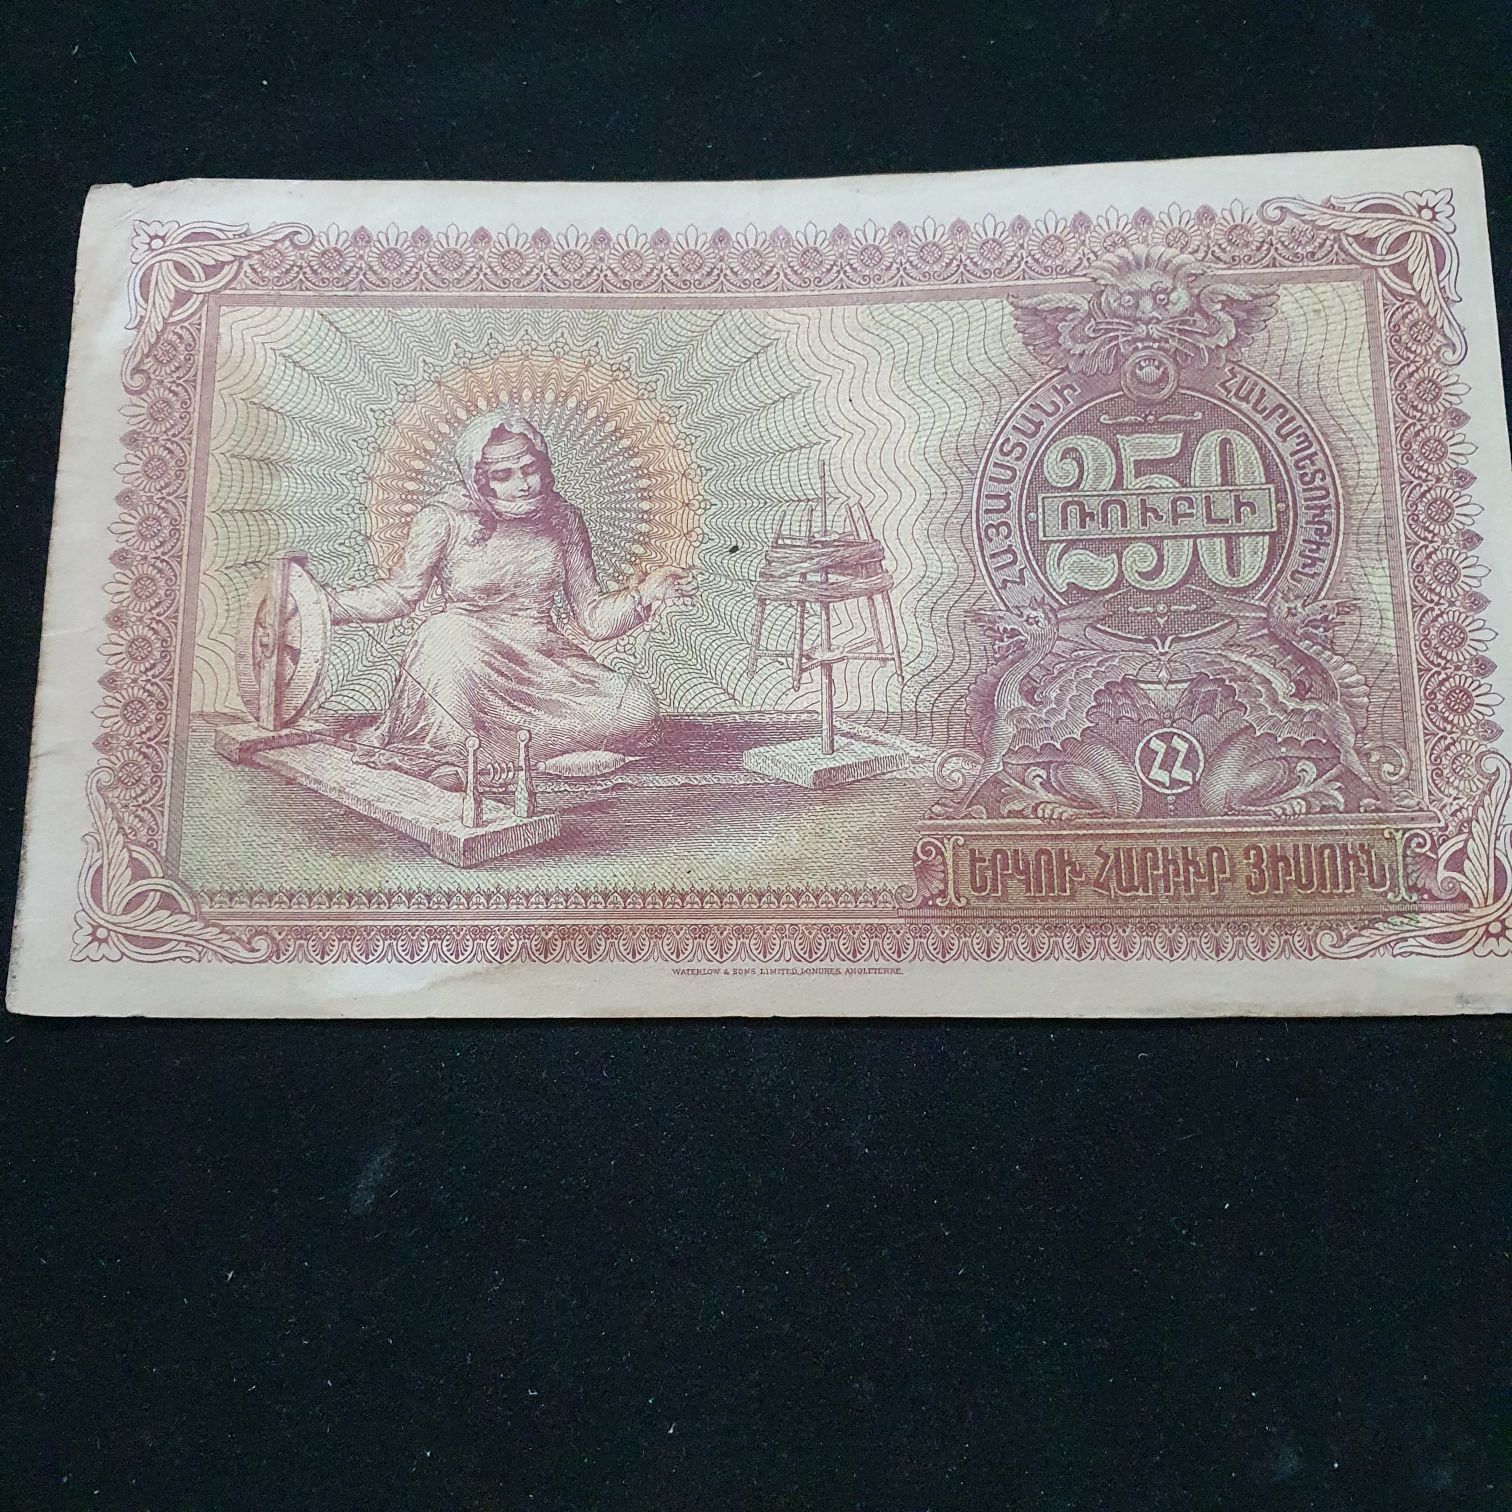 ՀԱՅԱՍՏԱՆԻ ՀԱՆՐԱՊԵՏՈՒԹԻՒՆ
250
ՌՈՒԲԼԻ
ՀՀ
ԵՐԿՈՒ ՀԱՐԻՒՐ ՅԻՍՈՒՆ
WATERLOW & SONS LIMITED, LONDRES, ANGLETERRE.